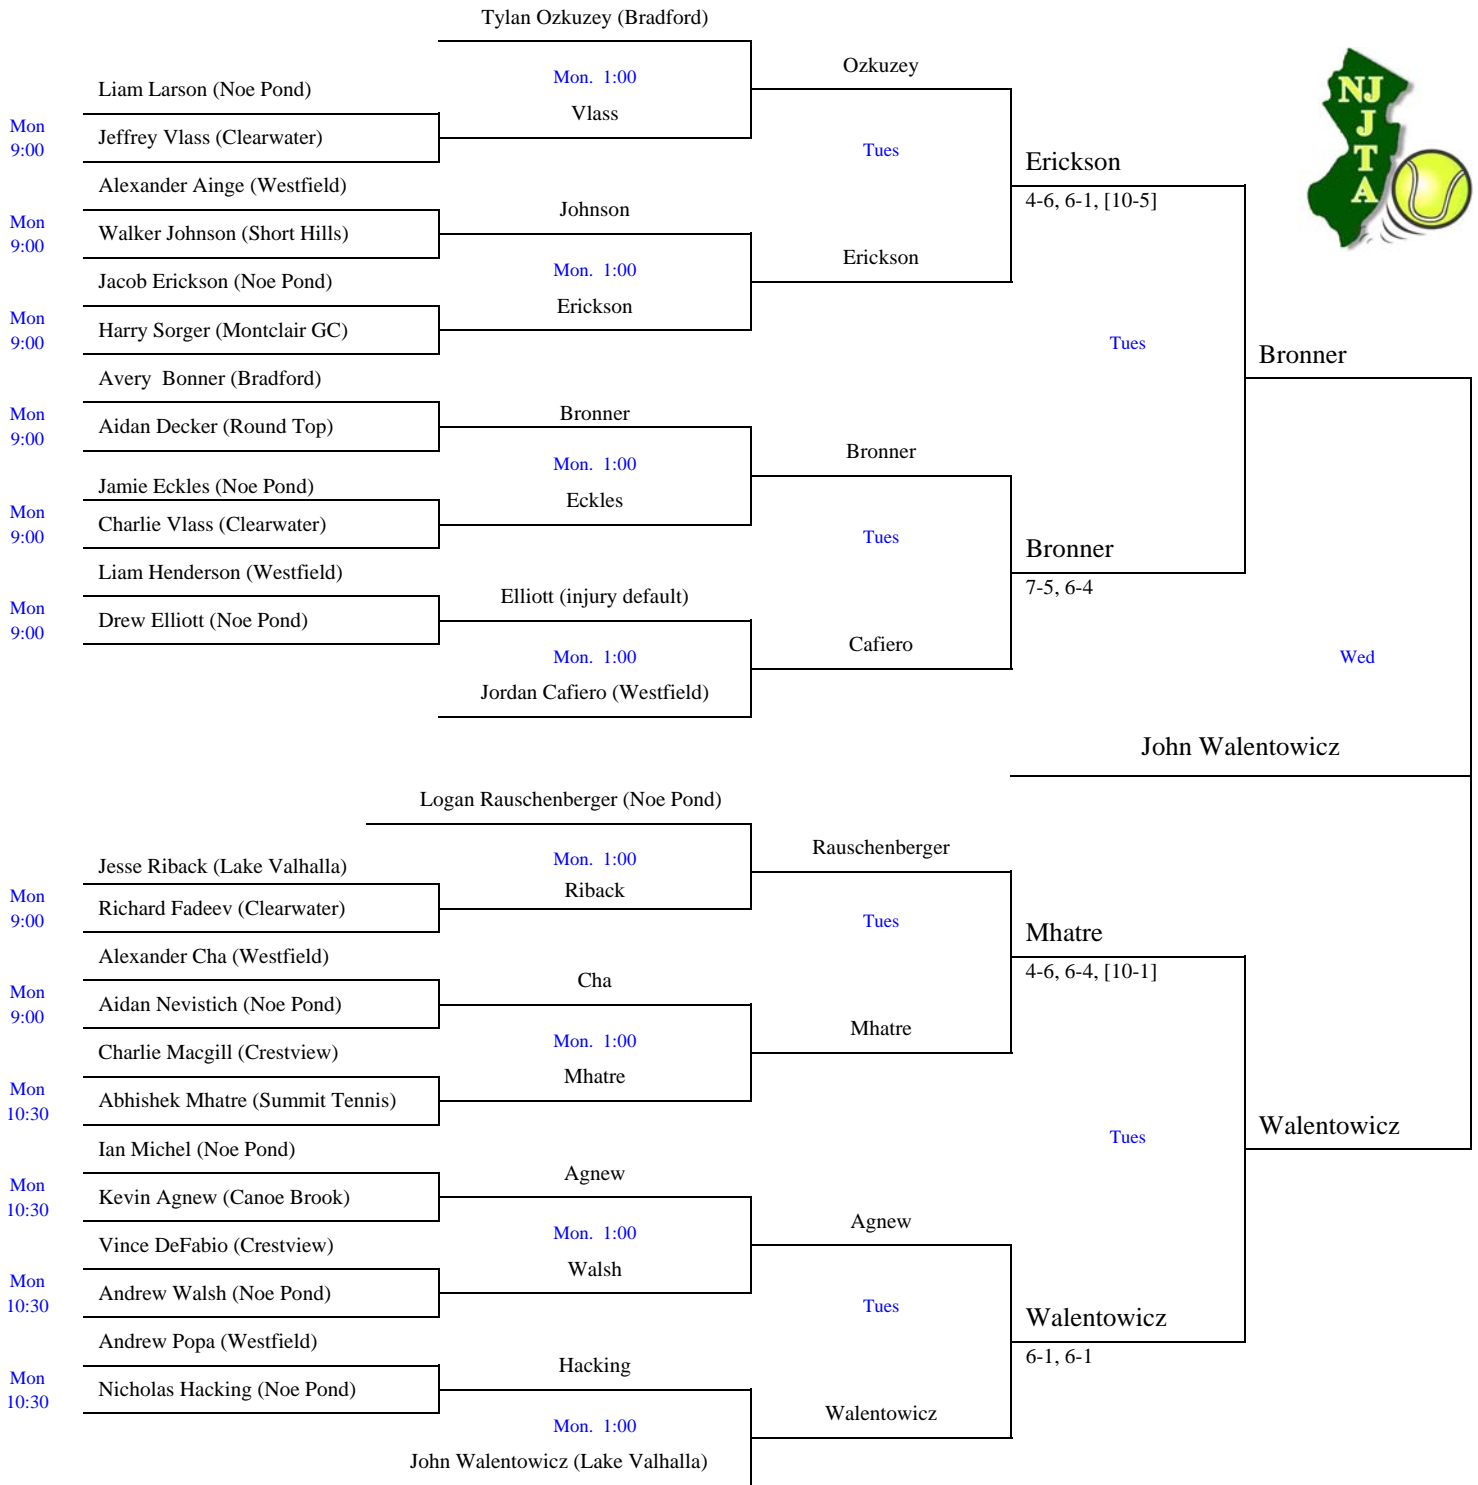 Tylan Ozkuzey (Bradford)
Mon. 1:00
Ozkuzey
NJ
J
T
A
Liam Larson (Noe Pond)
Mon
9:00
Jeffrey Vlass (Clearwater)
Vlass
Tues
Erickson
4-6, 6-1, [10-5]
Alexander Ainge (Westfield)
Mon
9:00
Walker Johnson (Short Hills)
Johnson
Mon. 1:00
Erickson
Jacob Erickson (Noe Pond)
Mon
9:00
Harry Sorger (Montclair GC)
Erickson
Tues
Bronner
Avery  Bonner (Bradford)
Mon
9:00
Aidan Decker (Round Top)
Bronner
Mon. 1:00
Bronner
Jamie Eckles (Noe Pond)
Mon
9:00
Charlie Vlass (Clearwater)
Eckles
Tues
Bronner
7-5, 6-4
Liam Henderson (Westfield)
Mon
9:00
Drew Elliott (Noe Pond)
Elliott (injury default)
Mon. 1:00
Cafiero
Wed
Jordan Cafiero (Westfield)
John Walentowicz
Logan Rauschenberger (Noe Pond)
Mon. 1:00
Rauschenberger
Jesse Riback (Lake Valhalla)
Mon
9:00
Richard Fadeev (Clearwater)
Riback
Tues
Mhatre
4-6, 6-4, [10-1]
Alexander Cha (Westfield)
Mon
9:00
Aidan Nevistich (Noe Pond)
Cha
Mon. 1:00
Mhatre
Charlie Macgill (Crestview)
Mon
10:30
Abhishek Mhatre (Summit Tennis)
Mhatre
Tues
Walentowicz
Ian Michel (Noe Pond)
Mon
10:30
Kevin Agnew (Canoe Brook)
Agnew
Mon. 1:00
Agnew
Vince DeFabio (Crestview)
Mon
10:30
Andrew Walsh (Noe Pond)
Walsh
Tues
Walentowicz
6-1, 6-1
Andrew Popa (Westfield)
Mon
10:30
Nicholas Hacking (Noe Pond)
Hacking
Mon. 1:00
Walentowicz
John Walentowicz (Lake Valhalla)